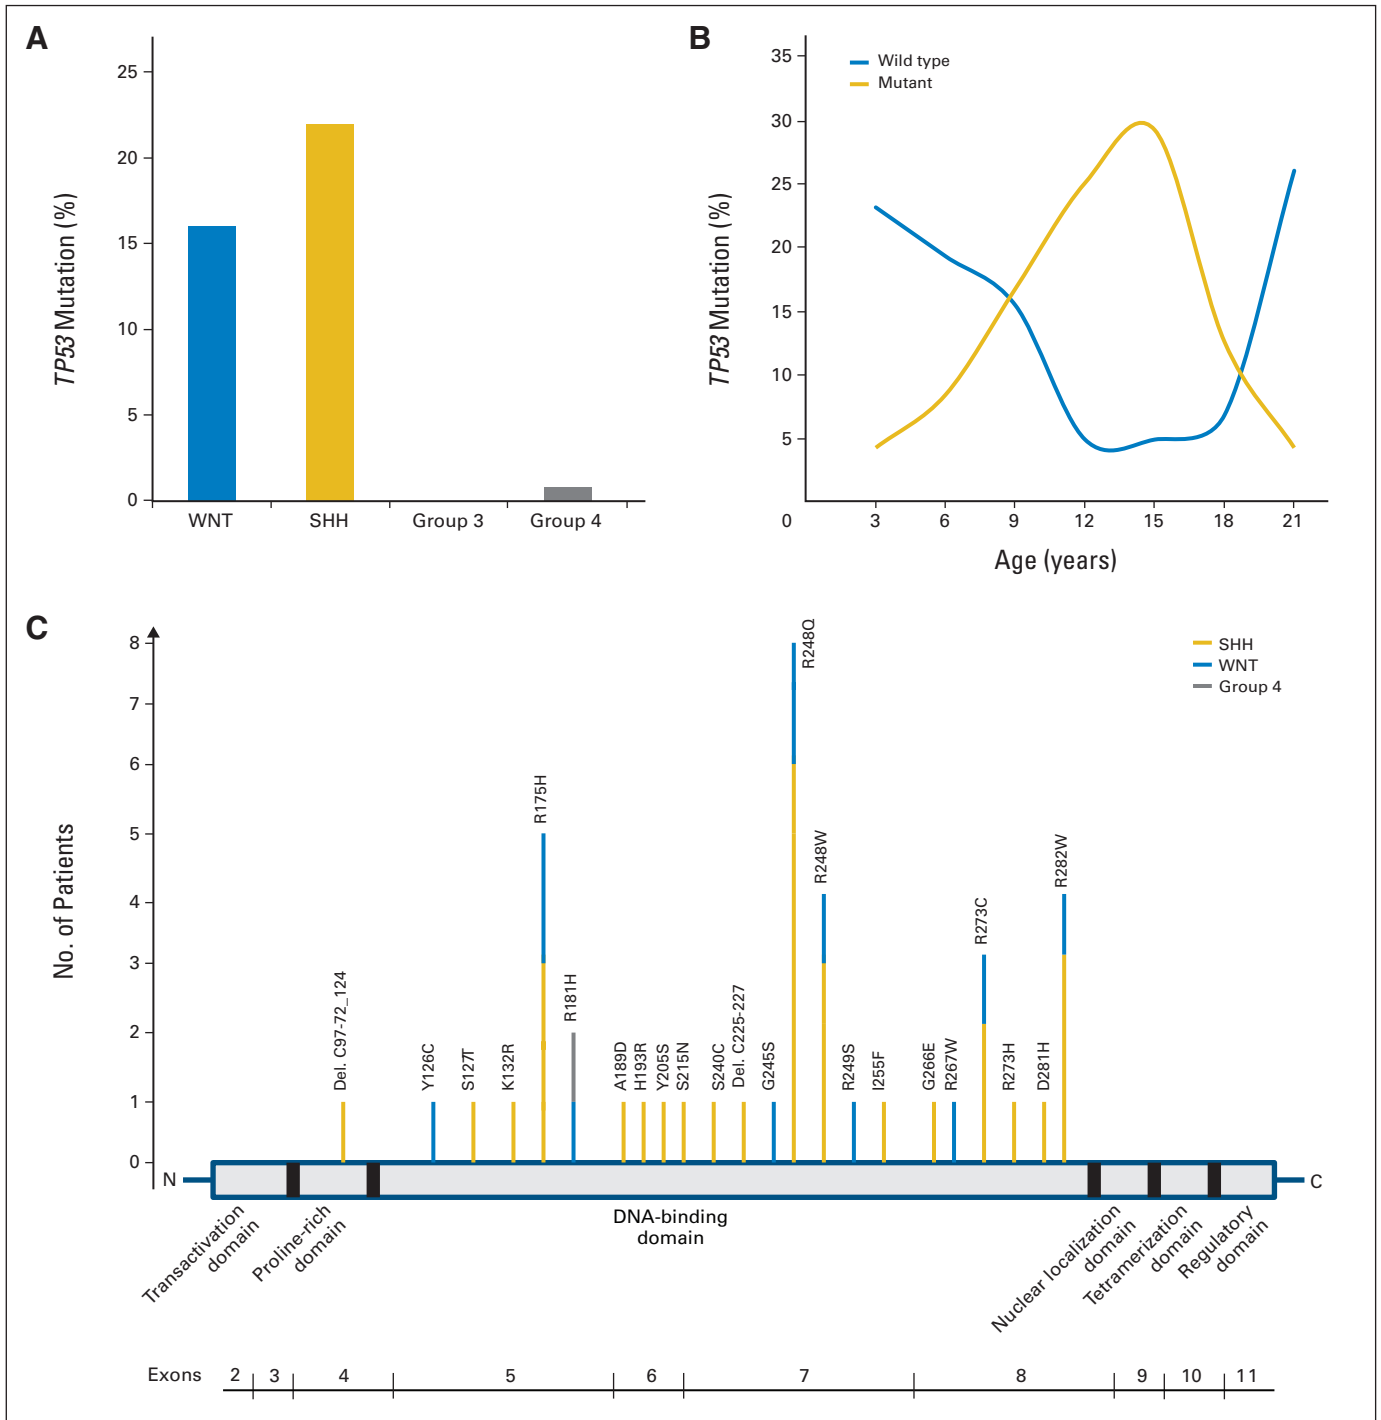 A
25
20
15
10
5
0
TP53 Mutation (%)
WNT
SHH
Group 3
Group 4
B
35
30
25
20
15
10
5
0
TP53 Mutation (%)
Wild type
Mutant
3
6
9
12
15
18
21
Age (years)
C
8
7
6
5
4
3
2
1
0
No. of Patients
SHH
WNT
Group 4
Del. C97-72_124
Y126C
S127T
K132R
R175H
R181H
A189D
H193R
Y205S
S215N
S240C
Del. C225-227
G245S
R248Q
R248W
R249S
I255F
G266E
R267W
R273C
R273H
D281H
R282W
N
C
Transactivation
domain
Proline-rich
domain
DNA-binding
domain
Nuclear localization
domain
Tetramerization
domain
Regulatory
domain
Exons 2 3 4 5 6 7 8 9 10 11